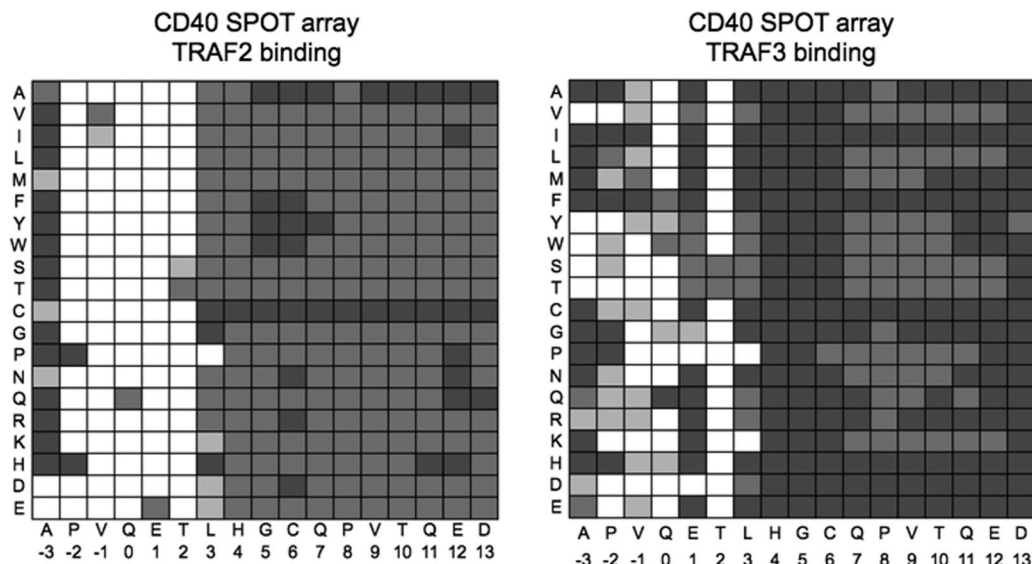 CD40 SPOT array
TRAF2 binding
A
V
I
L
M
F
Y
W
S
T
C
G
P
N
Q
R
K
H
D
E
A P V Q E T L H G C Q P V T Q E D
-3 -2 -1 0 1 2 3 4 5 6 7 8 9 10 11 12 13
CD40 SPOT array
TRAF3 binding
A
V
I
L
M
F
Y
W
S
T
C
G
P
N
Q
R
K
H
D
E
A P V Q E T L H G C Q P V T Q E D
-3 -2 -1 0 1 2 3 4 5 6 7 8 9 10 11 12 13